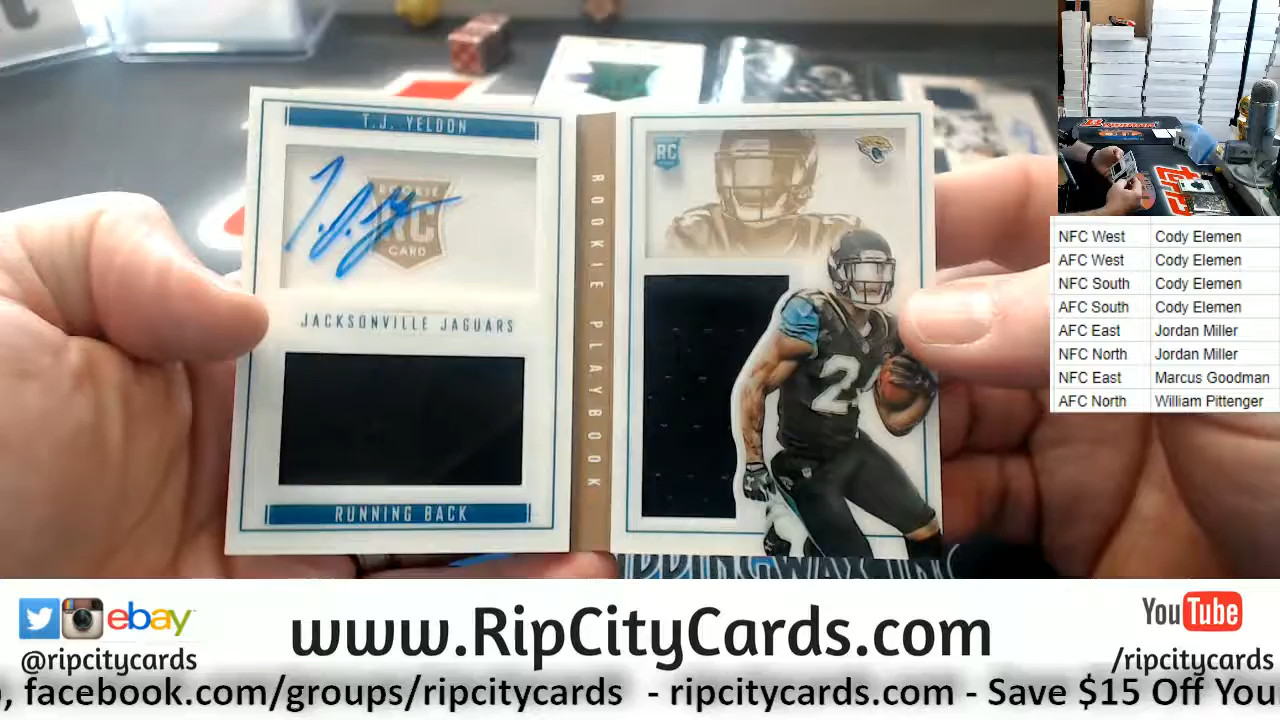 T.J. YELDON
ROOKIE
RC
CARD
JACKSONVILLE JAGUARS
RUNNING BACK
ROOKIE PLAYBOOK
RC
NFC West Cody Elemen
AFC West Cody Elemen
NFC South Cody Elemen
AFC South Cody Elemen
AFC East Jordan Miller
NFC North Jordan Miller
NFC East Marcus Goodman
AFC North William Pittenger
ebay
www.RipCityCards.com
YouTube
@ripcitycards
/ripcitycards
, facebook.com/groups/ripcitycards - ripcitycards.com - Save $15 Off You